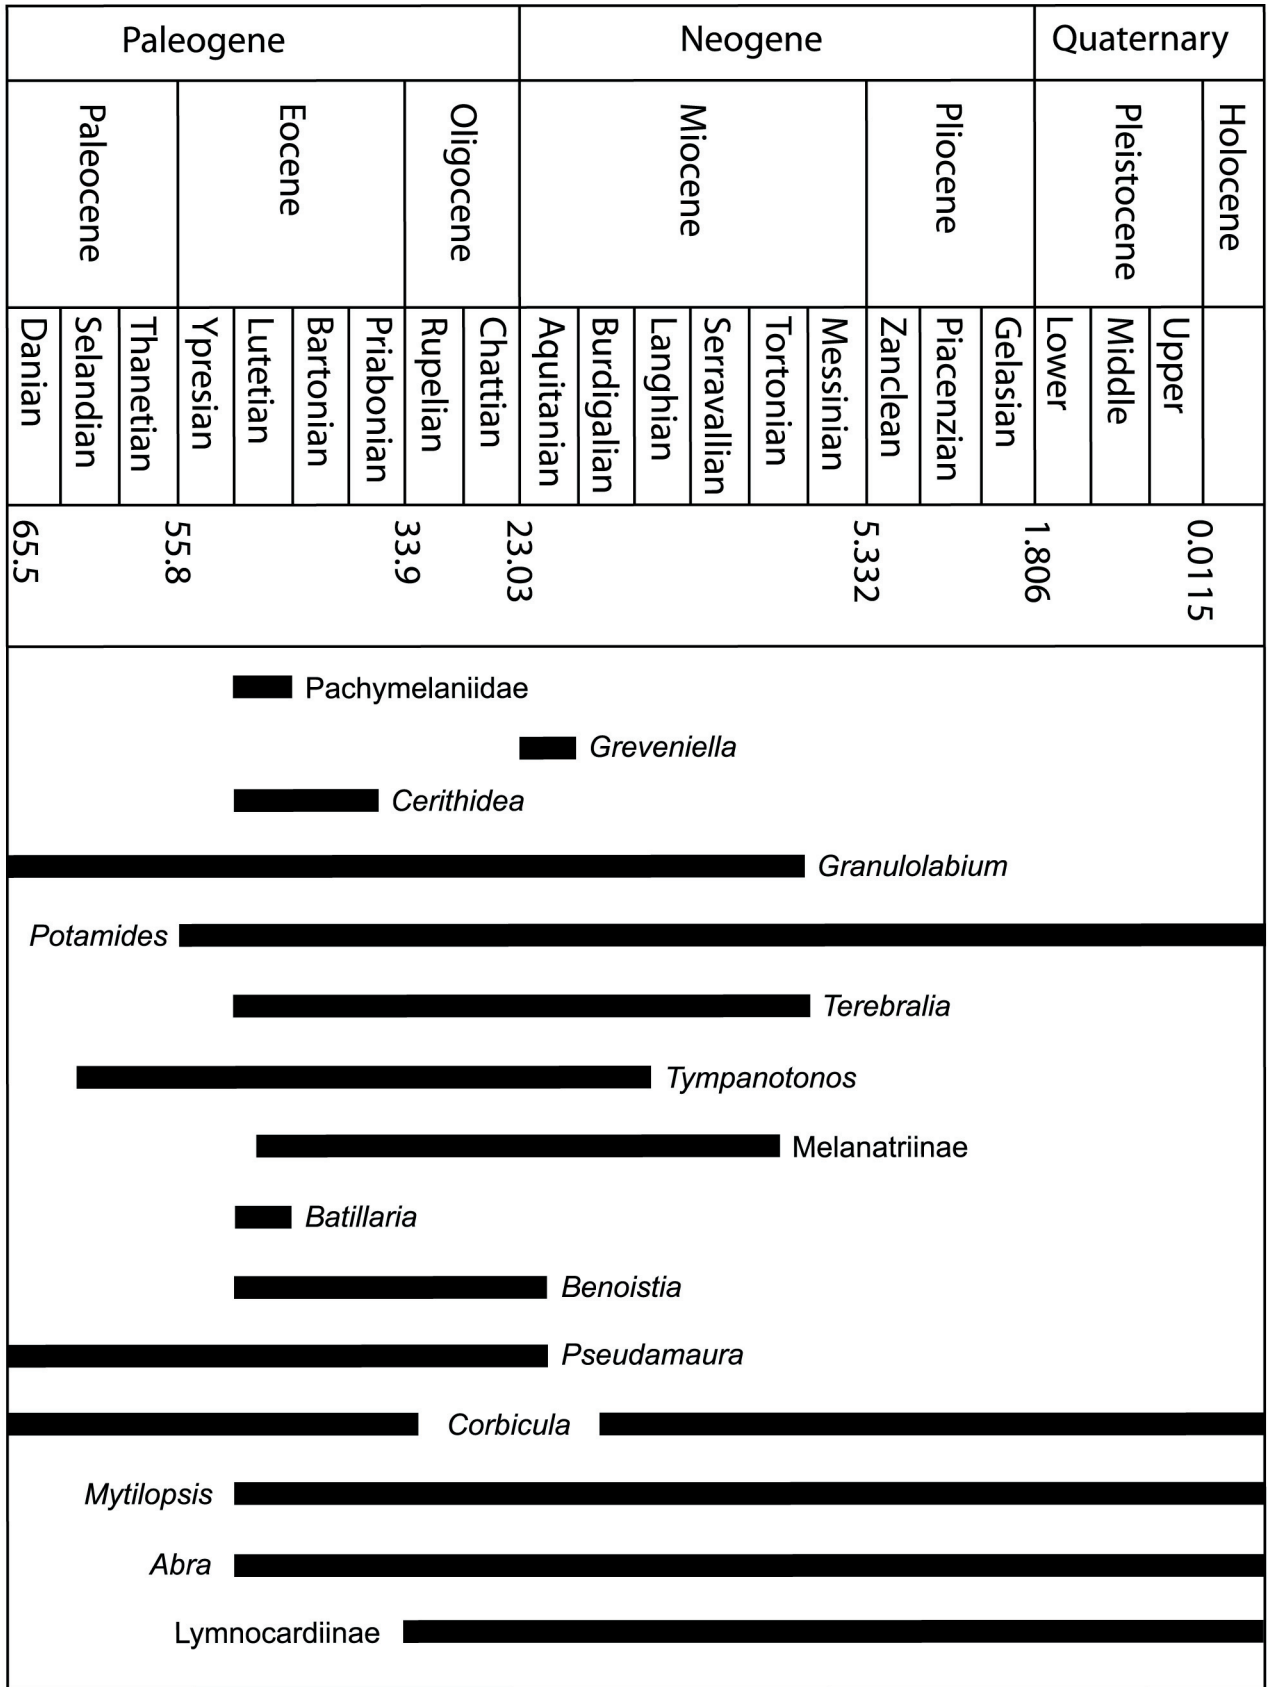 Paleogene
Neogene
Quaternary
Paleocene
Eocene
Oligocene
Miocene
Pliocene
Pleistocene
Holocene
Danian
Selandian
Thanetian
Ypresian
Lutetian
Bartonian
Priabonian
Rupelian
Chattian
Aquitanian
Burdigalian
Langhian
Serravallian
Tortonian
Messinian
Zanclean
Piacenzian
Gelasian
Lower
Middle
Upper
65.5
55.8
33.9
23.03
5.332
1.806
0.0115
Pachymelaniidae
Greveniella
Cerithidea
Granulolabium
Potamides
Terebralia
Tympanotonos
Melanatriinae
Batillaria
Benoistia
Pseudamaura
Corbicula
Mytilopsis
Abra
Lymnocardiinae